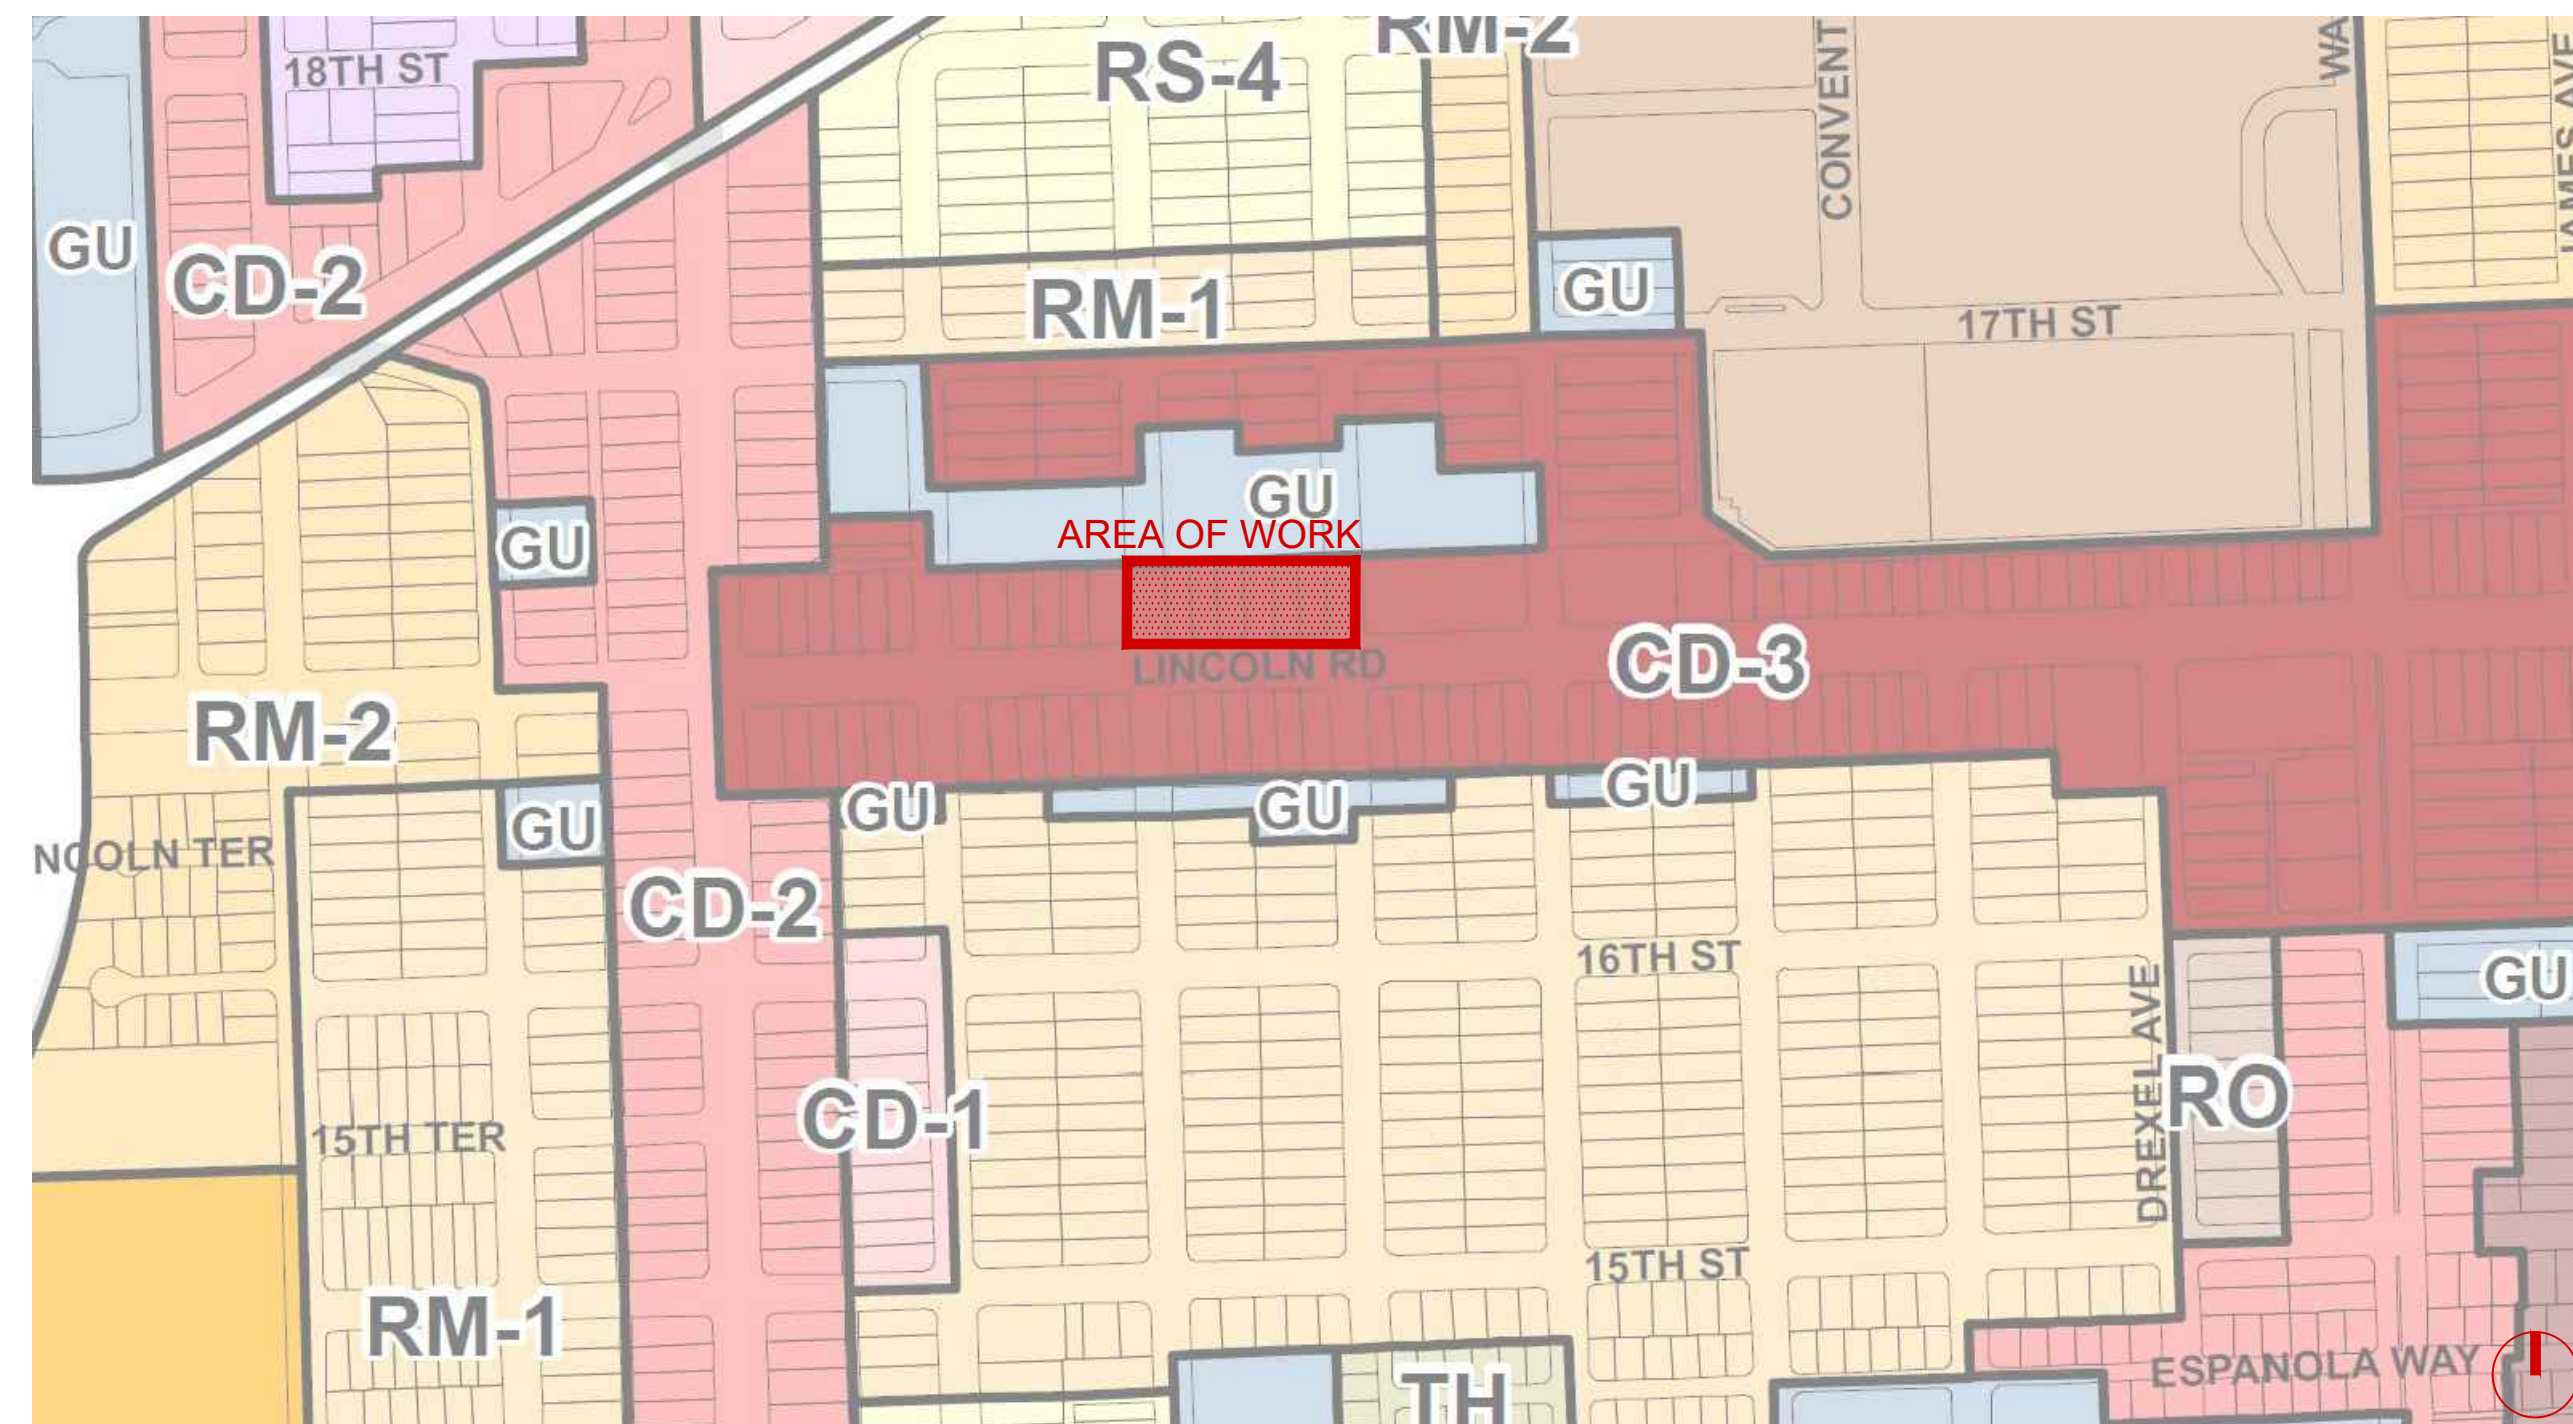 RM-2
RS-4
18TH ST
CONVENT
WA
JAMES AVE
GU
CD-2
RM-1
GU
17TH ST
GU
AREA OF WORK
GU
LINCOLN RD
CD-3
RM-2
GU
GU
GU
GU
NCOLN TER
CD-2
16TH ST
GU
DREXEL AVE
RO
CD-1
15TH TER
15TH ST
RM-1
ESPANOLA WAY
TH